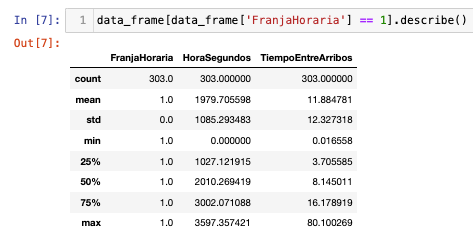 In [7]: 1 data_frame[data_frame['FranjaHoraria'] == 1].describe()
Out[7]:
FranjaHoraria HoraSegundos TiempoEntreArribos
count 303.0 303.000000 303.000000
mean 1.0 1979.705598 11.884781
std 0.0 1085.293483 12.327318
min 1.0 0.000000 0.016558
25% 1.0 1027.121915 3.705585
50% 1.0 2010.269419 8.145011
75% 1.0 3002.071088 16.178919
max 1.0 3597.357421 80.100269